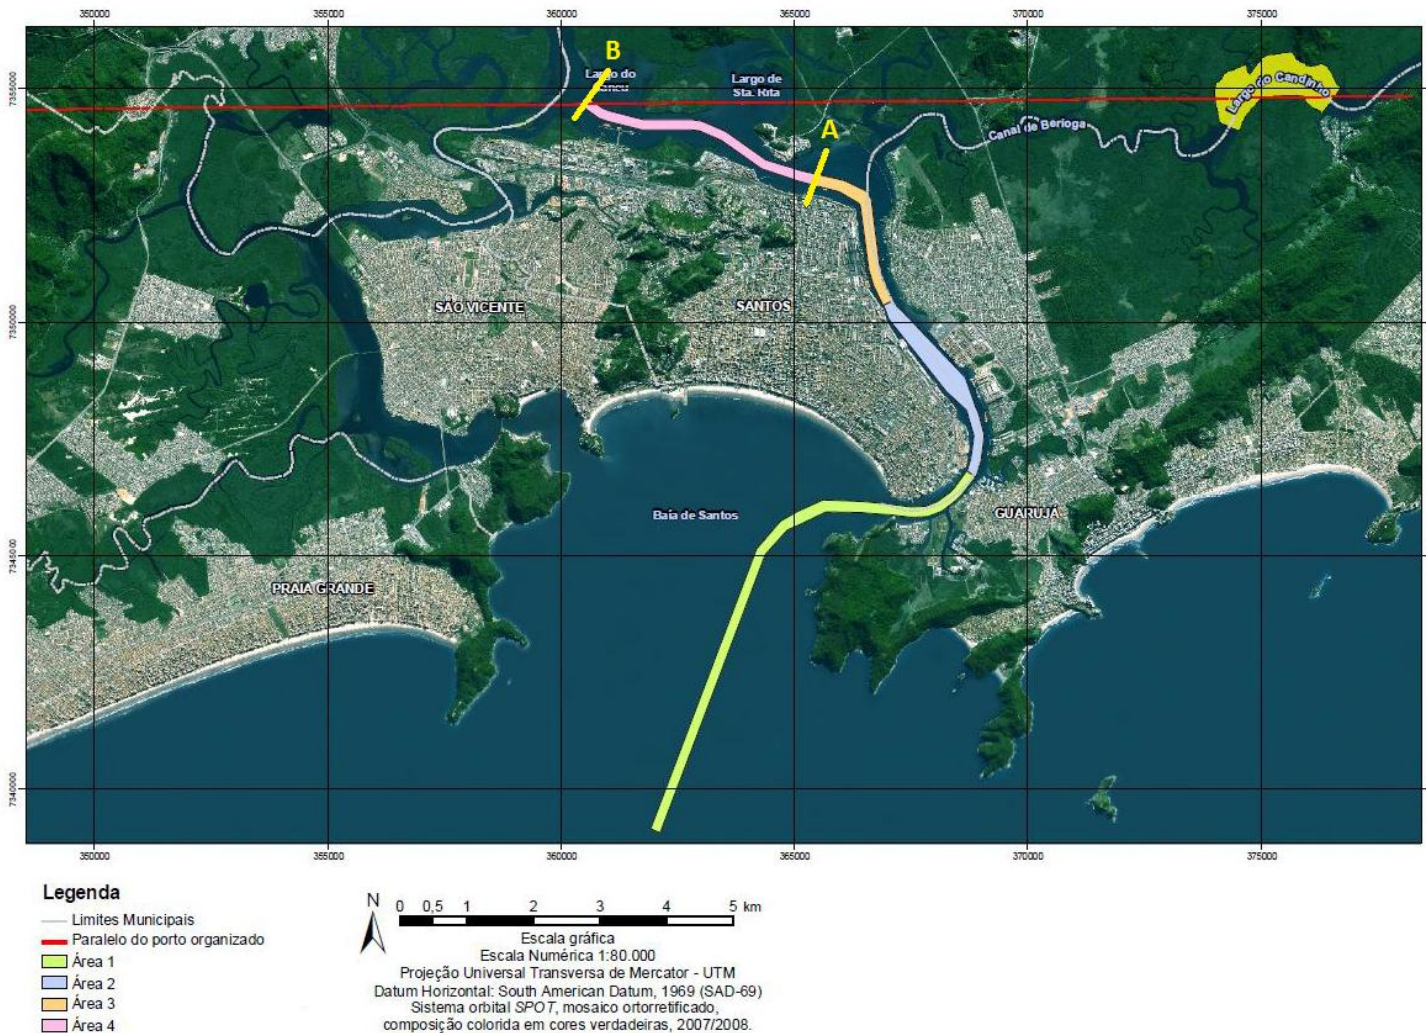 350000 355000 360000 365000 370000 375000
7355000
7350000
7345000
7340000
B
Largo do
Largo de
Sta. Rita
Largo do Candinho
A
Canal de Berioga
SÃO VICENTE
SANTOS
Baía de Santos
GUARUJÁ
PRAIA GRANDE
350000 355000 360000 365000 370000 375000
Legenda
Limites Municipais
Paralelo do porto organizado
Área 1
Área 2
Área 3
Área 4
N
0 0,5 1 2 3 4 5 km
Escala gráfica
Escala Numérica 1:80.000
Projeção Universal Transversa de Mercator - UTM
Datum Horizontal: South American Datum, 1969 (SAD-69)
Sistema orbital SPOT, mosaico ortorretificado,
composição colorida em cores verdadeiras, 2007/2008.